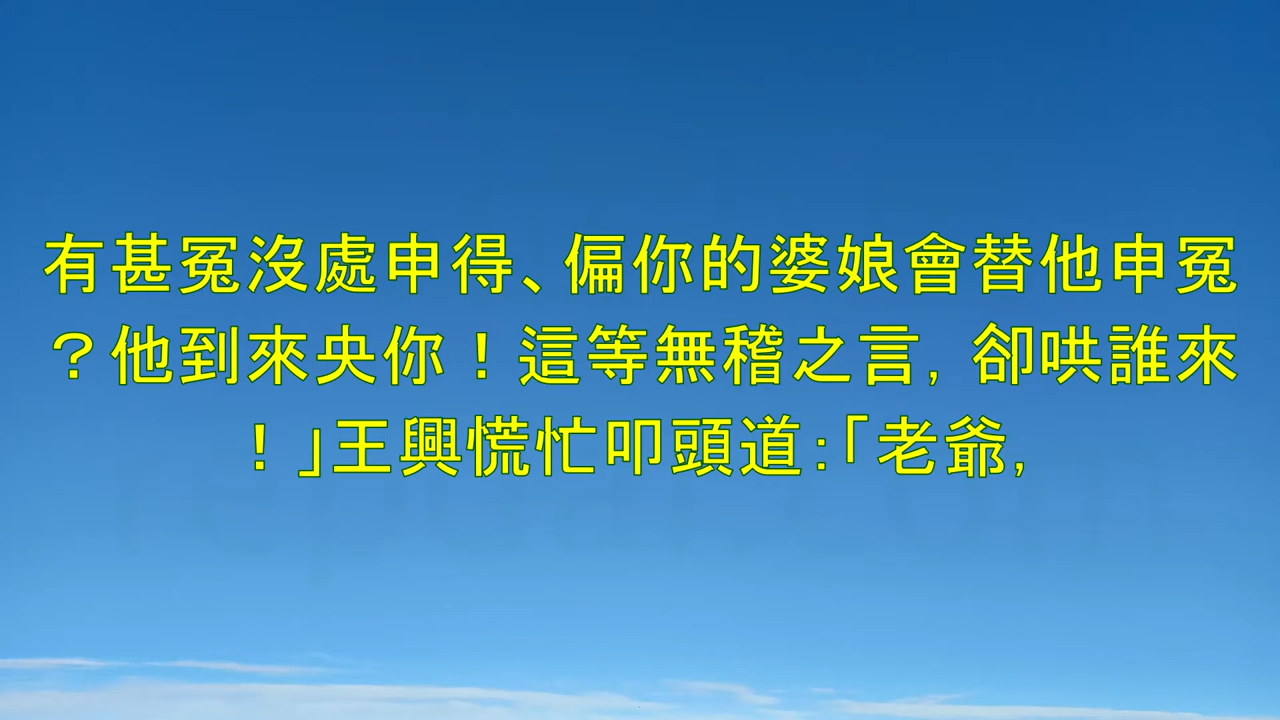 有甚冤沒處申得、偏你的婆娘會替他申冤
？他到來央你！這等無稽之言，卻哄誰來
！」王興慌忙叩頭道：「老爺，